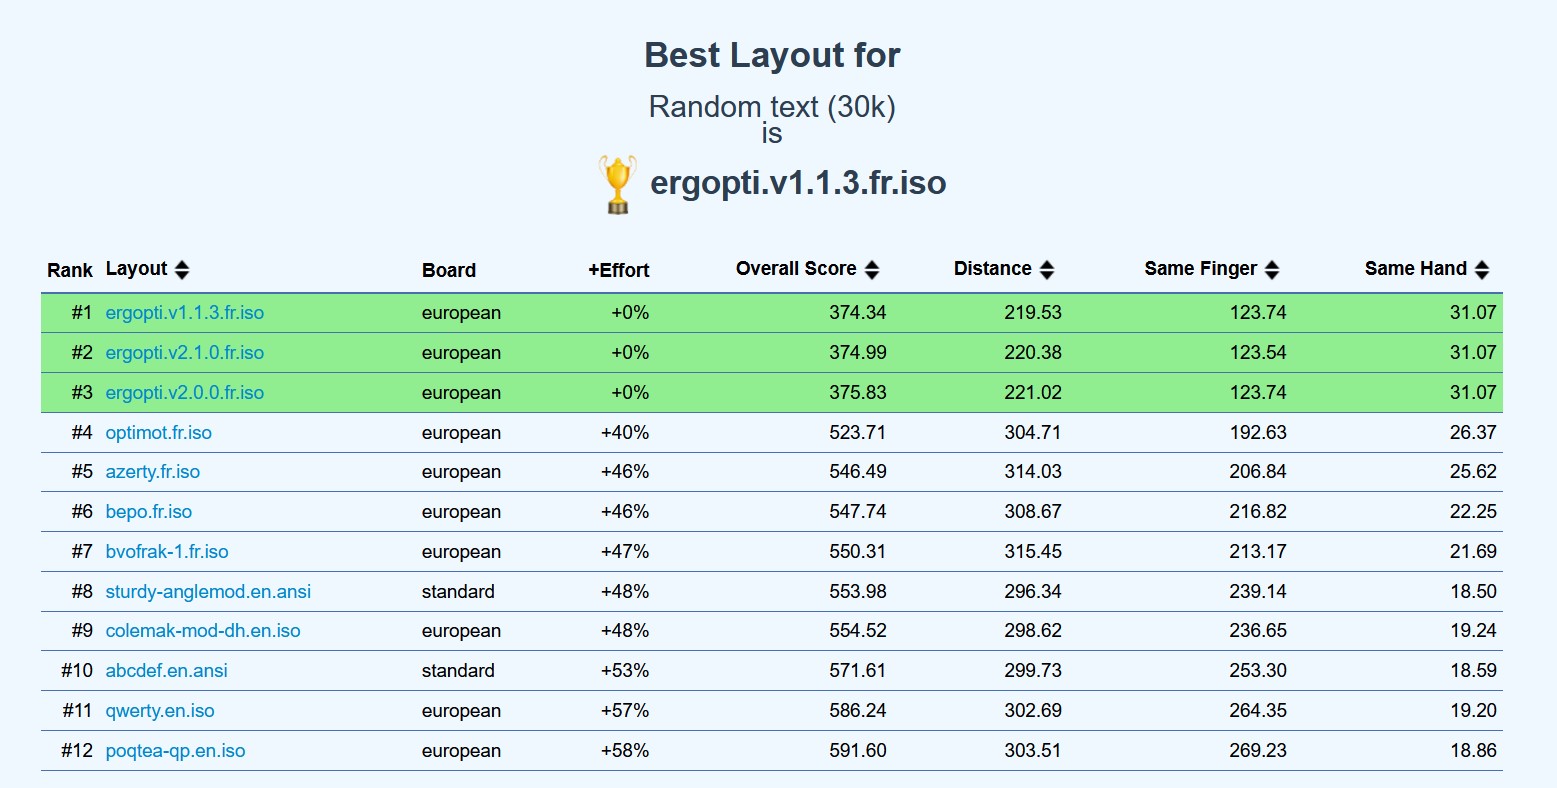 Best Layout for
Random text (30k)
is
ergopti.v1.1.3.fr.iso
Rank Layout Board +Effort Overall Score Distance Same Finger Same Hand
#1 ergopti.v1.1.3.fr.iso european +0% 374.34 219.53 123.74 31.07
#2 ergopti.v2.1.0.fr.iso european +0% 374.99 220.38 123.54 31.07
#3 ergopti.v2.0.0.fr.iso european +0% 375.83 221.02 123.74 31.07
#4 optimot.fr.iso european +40% 523.71 304.71 192.63 26.37
#5 azerty.fr.iso european +46% 546.49 314.03 206.84 25.62
#6 bepo.fr.iso european +46% 547.74 308.67 216.82 22.25
#7 bvofrak-1.fr.iso european +47% 550.31 315.45 213.17 21.69
#8 sturdy-anglemod.en.ansi standard +48% 553.98 296.34 239.14 18.50
#9 colemak-mod-dh.en.iso european +48% 554.52 298.62 236.65 19.24
#10 abcdef.en.ansi standard +53% 571.61 299.73 253.30 18.59
#11 qwerty.en.iso european +57% 586.24 302.69 264.35 19.20
#12 poqtea-qp.en.iso european +58% 591.60 303.51 269.23 18.86